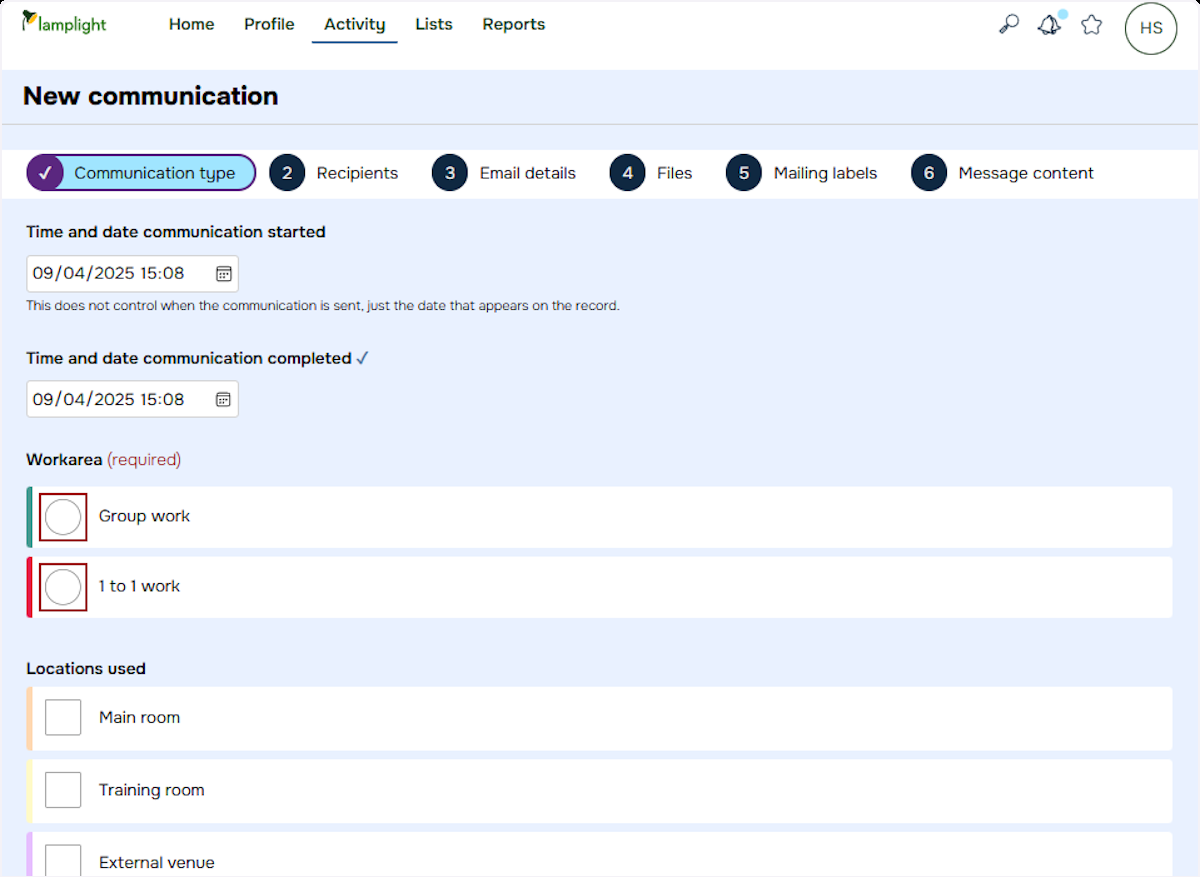 lamplight Home Profile Activity Lists Reports HS
New communication
✓ Communication type 2 Recipients 3 Email details 4 Files 5 Mailing labels 6 Message content
Time and date communication started
09/04/2025 15:08
This does not control when the communication is sent, just the date that appears on the record.
Time and date communication completed ✓
09/04/2025 15:08
Workarea (required)
Group work
1 to 1 work
Locations used
Main room
Training room
External venue